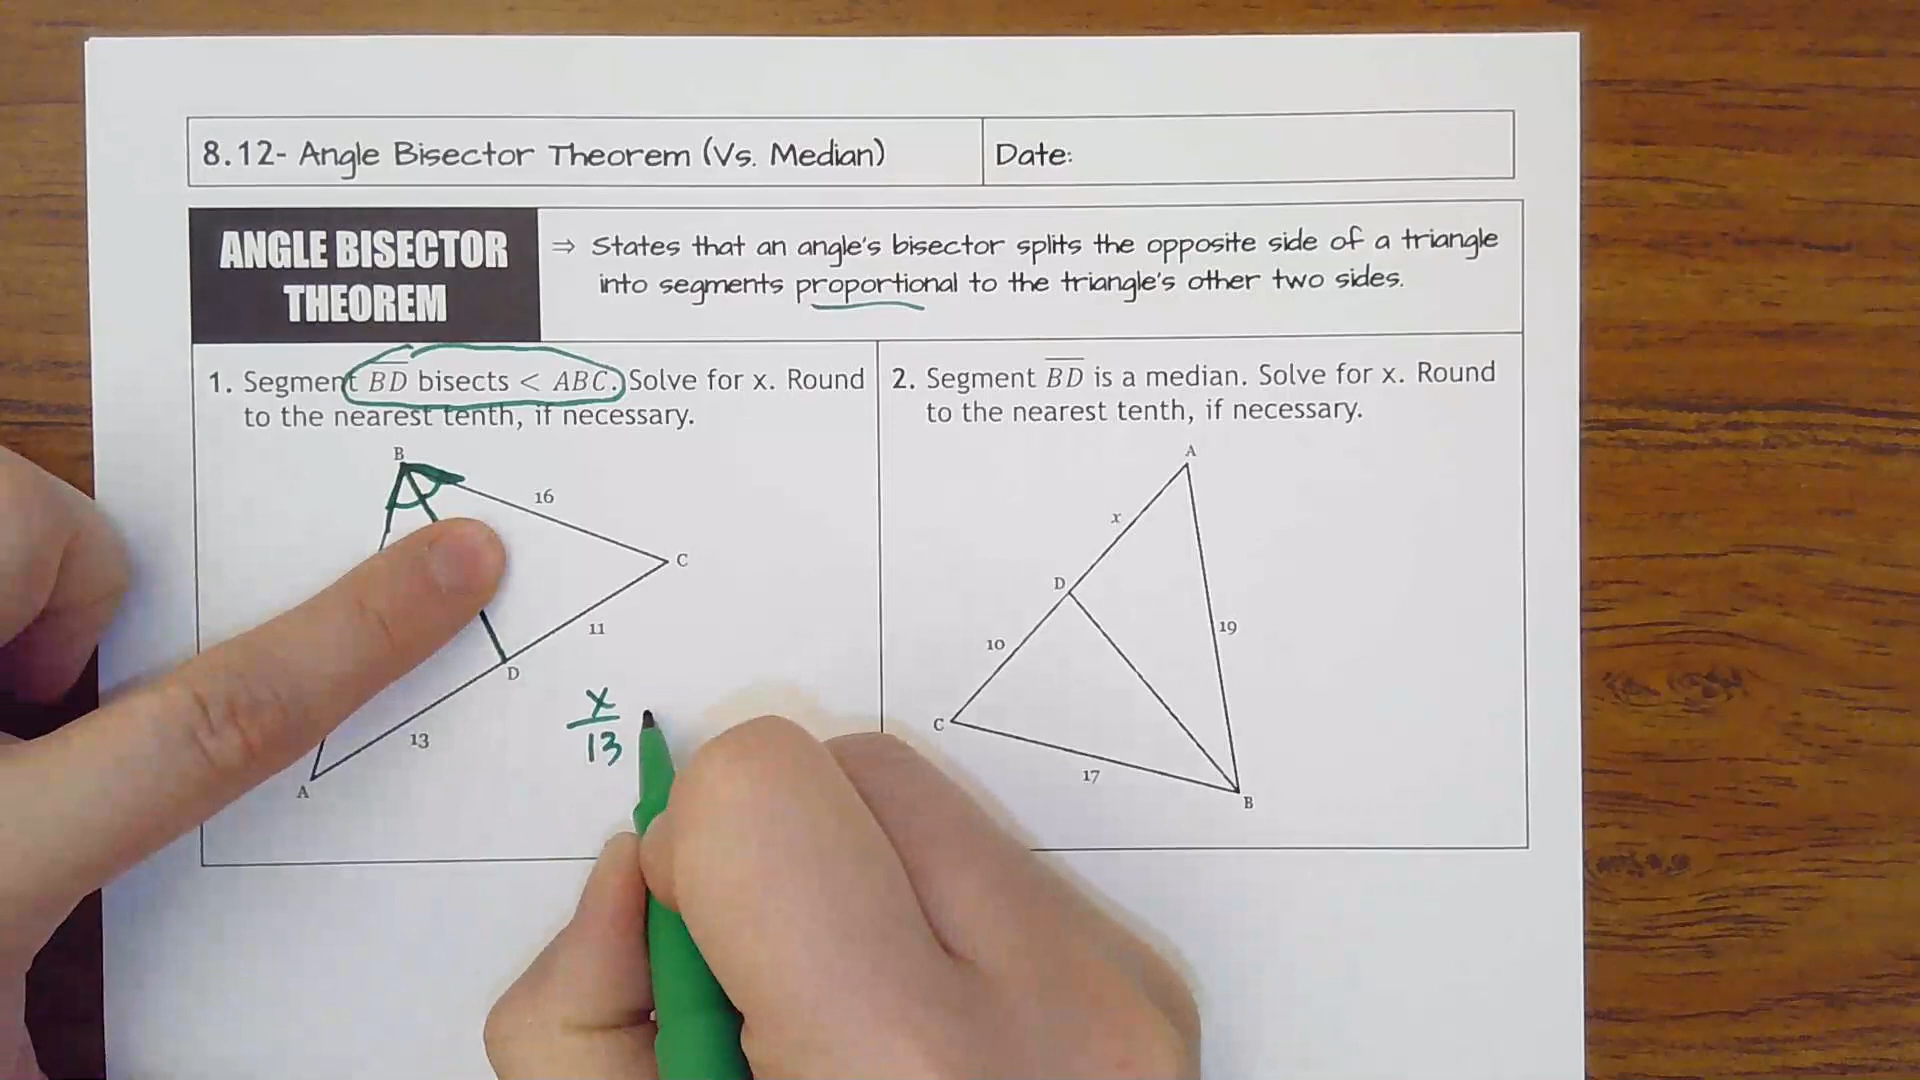 8.12- Angle Bisector Theorem (Vs. Median)
Date:
ANGLE BISECTOR
THEOREM
⇒ States that an angle's bisector splits the opposite side of a triangle
into segments proportional to the triangle's other two sides.
1. Segment BD bisects < ABC. Solve for x. Round
to the nearest tenth, if necessary.
B
16
C
11
D
13
A
x
13
2. Segment BD is a median. Solve for x. Round
to the nearest tenth, if necessary.
A
x
D
19
10
C
17
B